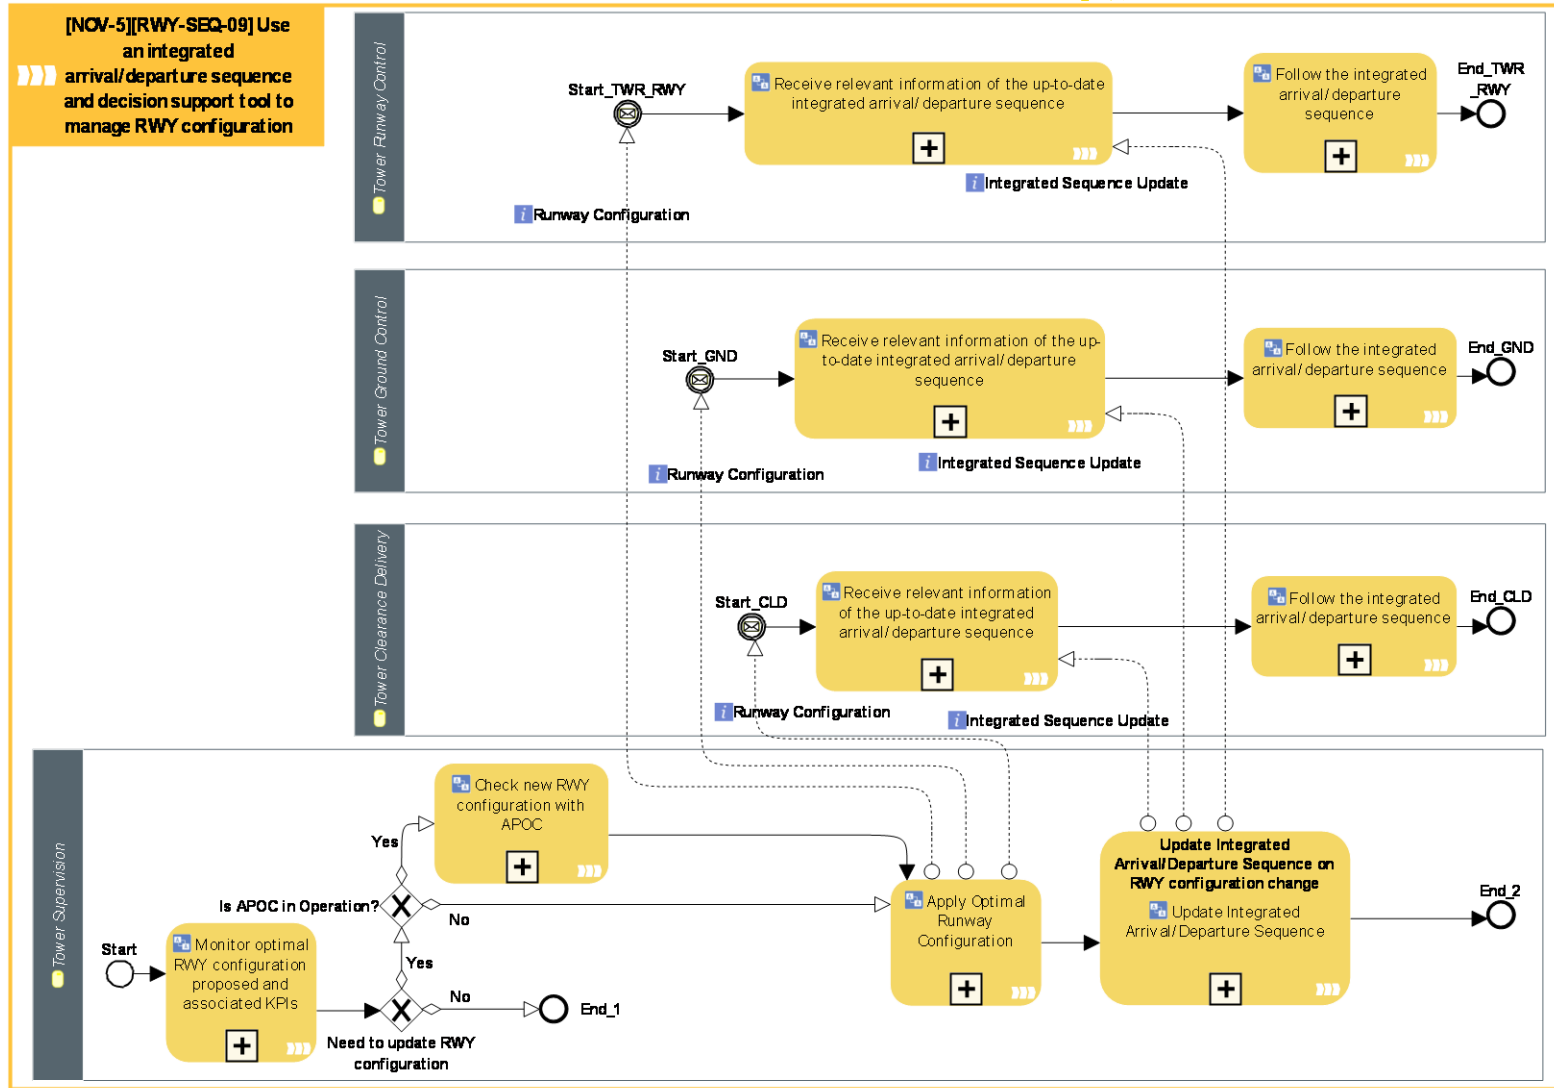 [NOV-5][RWY-SEQ-09] Use
an integrated
arrival/departure sequence
and decision support tool to
manage RWY configuration
Tower Runway Control
Start_TWR_RWY
Receive relevant information of the up-to-date
integrated arrival/departure sequence
Follow the integrated
arrival/departure
sequence
End_TWR
_RWY
Integrated Sequence Update
Runway Configuration
Tower Ground Control
Start_GND
Receive relevant information of the up-
to-date integrated arrival/departure
sequence
Follow the integrated
arrival/departure sequence
End_GND
Integrated Sequence Update
Runway Configuration
Tower Clearance Delivery
Start_CLD
Receive relevant information
of the up-to-date integrated
arrival/departure sequence
Follow the integrated
arrival/departure sequence
End_CLD
Runway Configuration
Integrated Sequence Update
Tower Supervision
Start
Monitor optimal
RWY configuration
proposed and
associated KPIs
Need to update RWY
configuration
No
End_1
Yes
Is APOC in Operation?
Yes
No
Check new RWY
configuration with
APOC
Apply Optimal
Runway
Configuration
Update Integrated
Arrival/Departure Sequence on
RWY configuration change
Update Integrated
Arrival/Departure Sequence
End_2